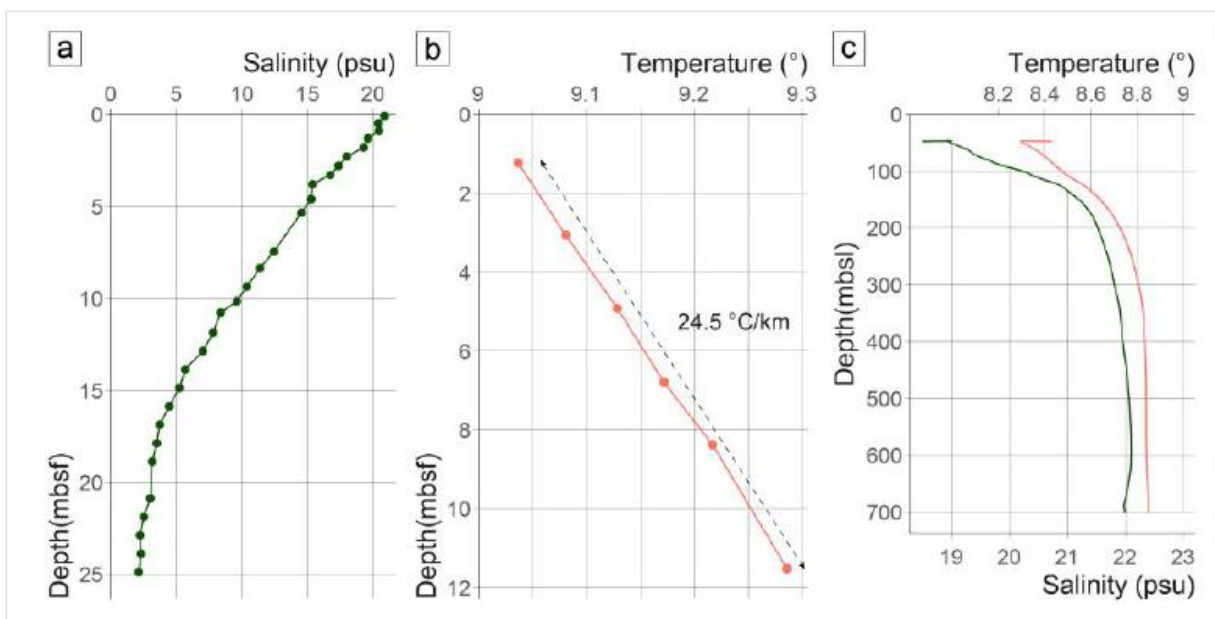 a
Salinity (psu)
0 5 10 15 20
0
5
10
15
20
25
Depth(mbsf)
b
Temperature (°)
9 9.1 9.2 9.3
0
2
4
6
8
10
12
24.5 °C/km
Depth(mbsf)
c
Temperature (°)
8.2 8.4 8.6 8.8 9
0
100
200
300
400
500
600
700
Depth(mbsl)
19 20 21 22 23
Salinity (psu)